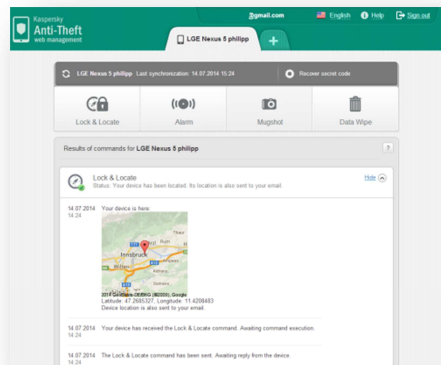 Kaspersky
Anti-Theft
web management
@gmail.com
English
Help
Sign out
LGE Nexus 5 philipp
LGE Nexus 5 philipp Last synchronization: 14.07.2014 15:24
Recover secret code
Lock & Locate
Alarm
Mugshot
Data Wipe
Results of commands for LGE Nexus 5 philipp
?
Lock & Locate
Hide
Status: Your device has been located. Its location is also sent to your email.
14.07.2014 Your device is here:
14:24
Innsbruck
Latitude: 47.2685327, Longitude: 11.4208483
Device location is also sent to your email.
14.07.2014 Your device has received the Lock & Locate command. Awaiting command execution.
14:24
14.07.2014 The Lock & Locate command has been sent. Awaiting reply from the device.
14:24